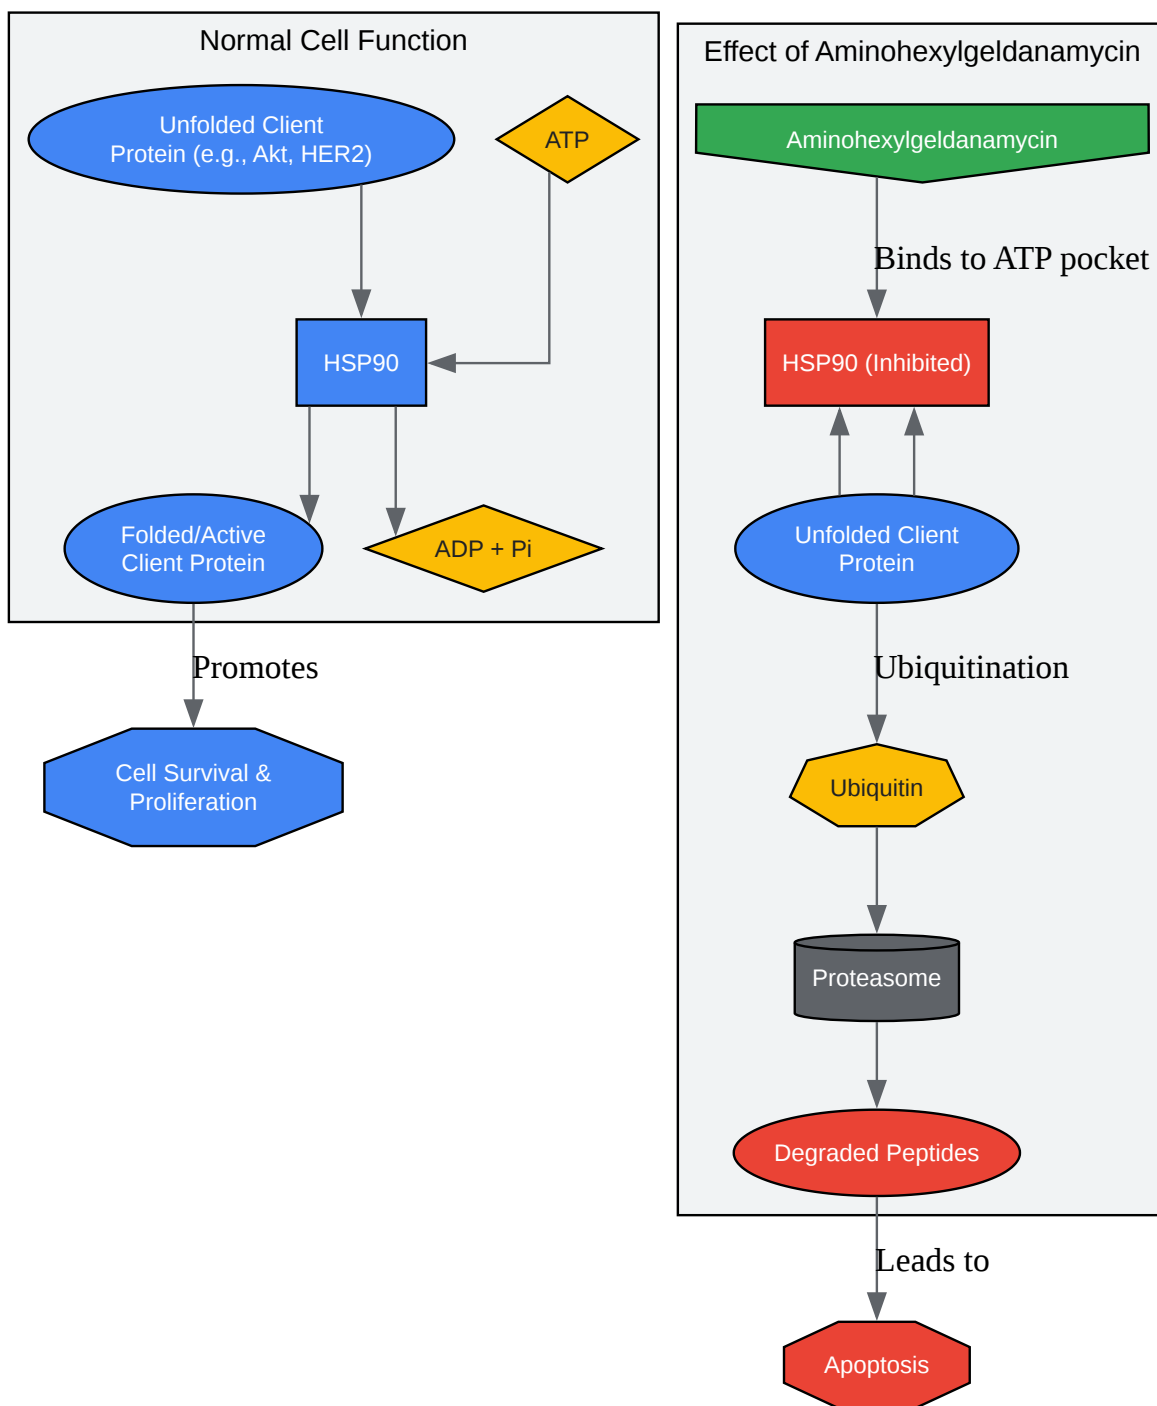 Normal Cell Function
Unfolded Client
Protein (e.g., Akt, HER2)
ATP
HSP90
Folded/Active
Client Protein
ADP + Pi
Promotes
Cell Survival &
Proliferation
Effect of Aminohexylgeldanamycin
Aminohexylgeldanamycin
Binds to ATP pocket
HSP90 (Inhibited)
Unfolded Client
Protein
Ubiquitination
Ubiquitin
Proteasome
Degraded Peptides
Leads to
Apoptosis